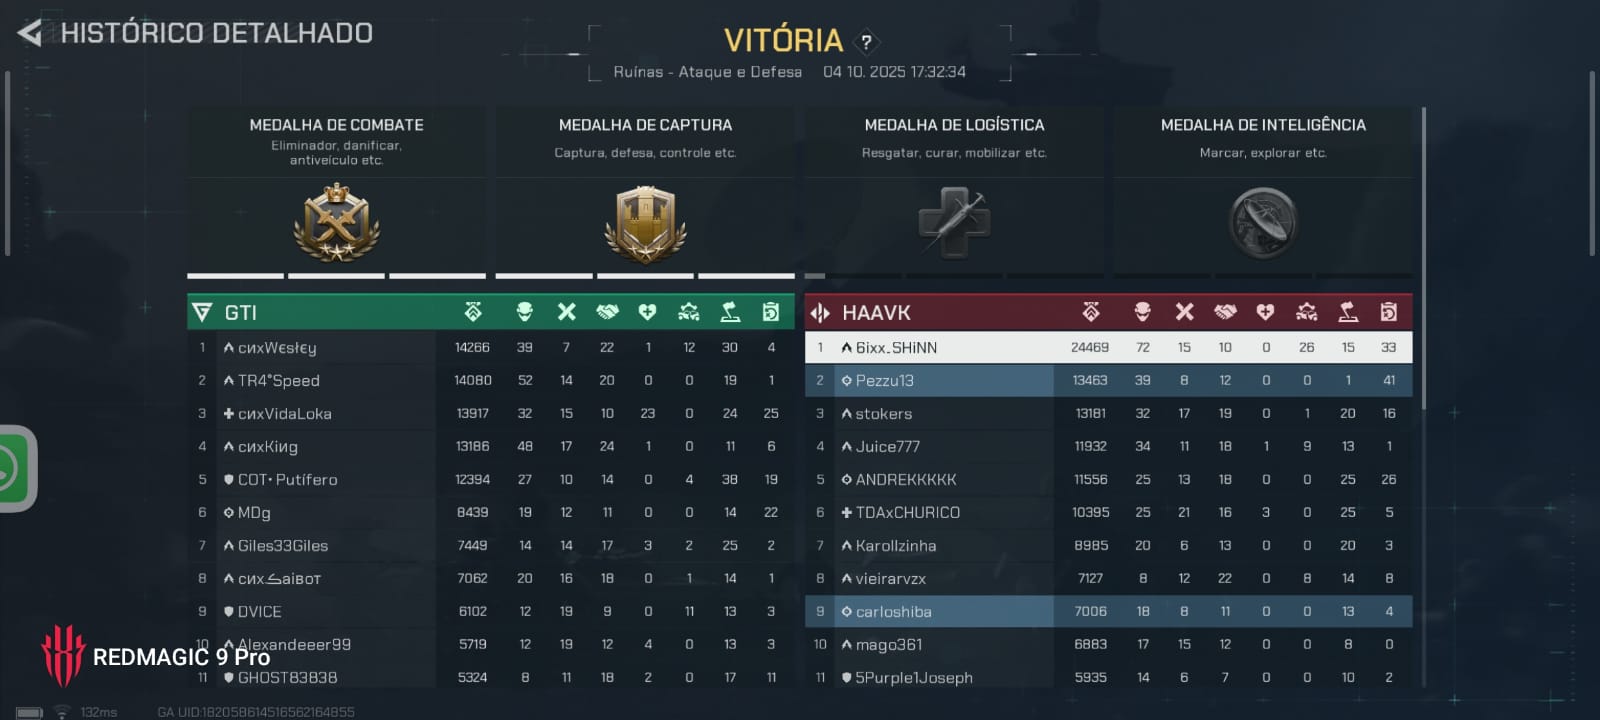 HISTÓRICO DETALHADO
VITÓRIA ?
Ruínas - Ataque e Defesa 04 10. 2025 17:32:34
MEDALHA DE COMBATE
Eliminador, danificar,
antiveículo etc.
MEDALHA DE CAPTURA
Captura, defesa, controle etc.
MEDALHA DE LOGÍSTICA
Resgatar, curar, mobilizar etc.
MEDALHA DE INTELIGÊNCIA
Marcar, explorar etc.
GTI
1 cиxWєsłєy 14266 39 7 22 1 12 30 4
2 TR4°Speed 14080 52 14 20 0 0 19 1
3 cиxVidaLoka 13917 32 15 10 23 0 24 25
4 cиxKiиg 13186 48 17 24 1 0 11 6
5 COT• Putífero 12394 27 10 14 0 4 38 19
6 MDg 8439 19 12 11 0 0 14 22
7 Giles33Giles 7449 14 14 17 3 2 25 2
8 7062 20 16 18 0 1 14 1
9 DVICE 6102 12 19 9 0 11 13 3
10 Alexandeeer99 5719 12 19 12 4 0 13 3
11 GHOST83838 5324 8 11 18 2 0 17 11
HAAVK
1 6ixx_SHiNN 24469 72 15 10 0 26 15 33
2 Pezzu13 13463 39 8 12 0 0 1 41
3 stokers 13181 32 17 19 0 1 20 16
4 Juice777 11932 34 11 18 1 9 13 1
5 ANDREKKKKK 11556 25 13 18 0 0 25 26
6 TDAxCHURICO 10395 25 21 16 3 0 25 5
7 Karollzinha 8985 20 6 13 0 0 20 3
8 vieirarvzx 7127 8 12 22 0 8 14 8
9 carloshiba 7006 18 8 11 0 0 13 4
10 mago361 6883 17 15 12 0 0 8 0
11 5Purple1Joseph 5935 14 6 7 0 0 10 2
REDMAGIC 9 Pro
132ms GA UID:182058614516562164855